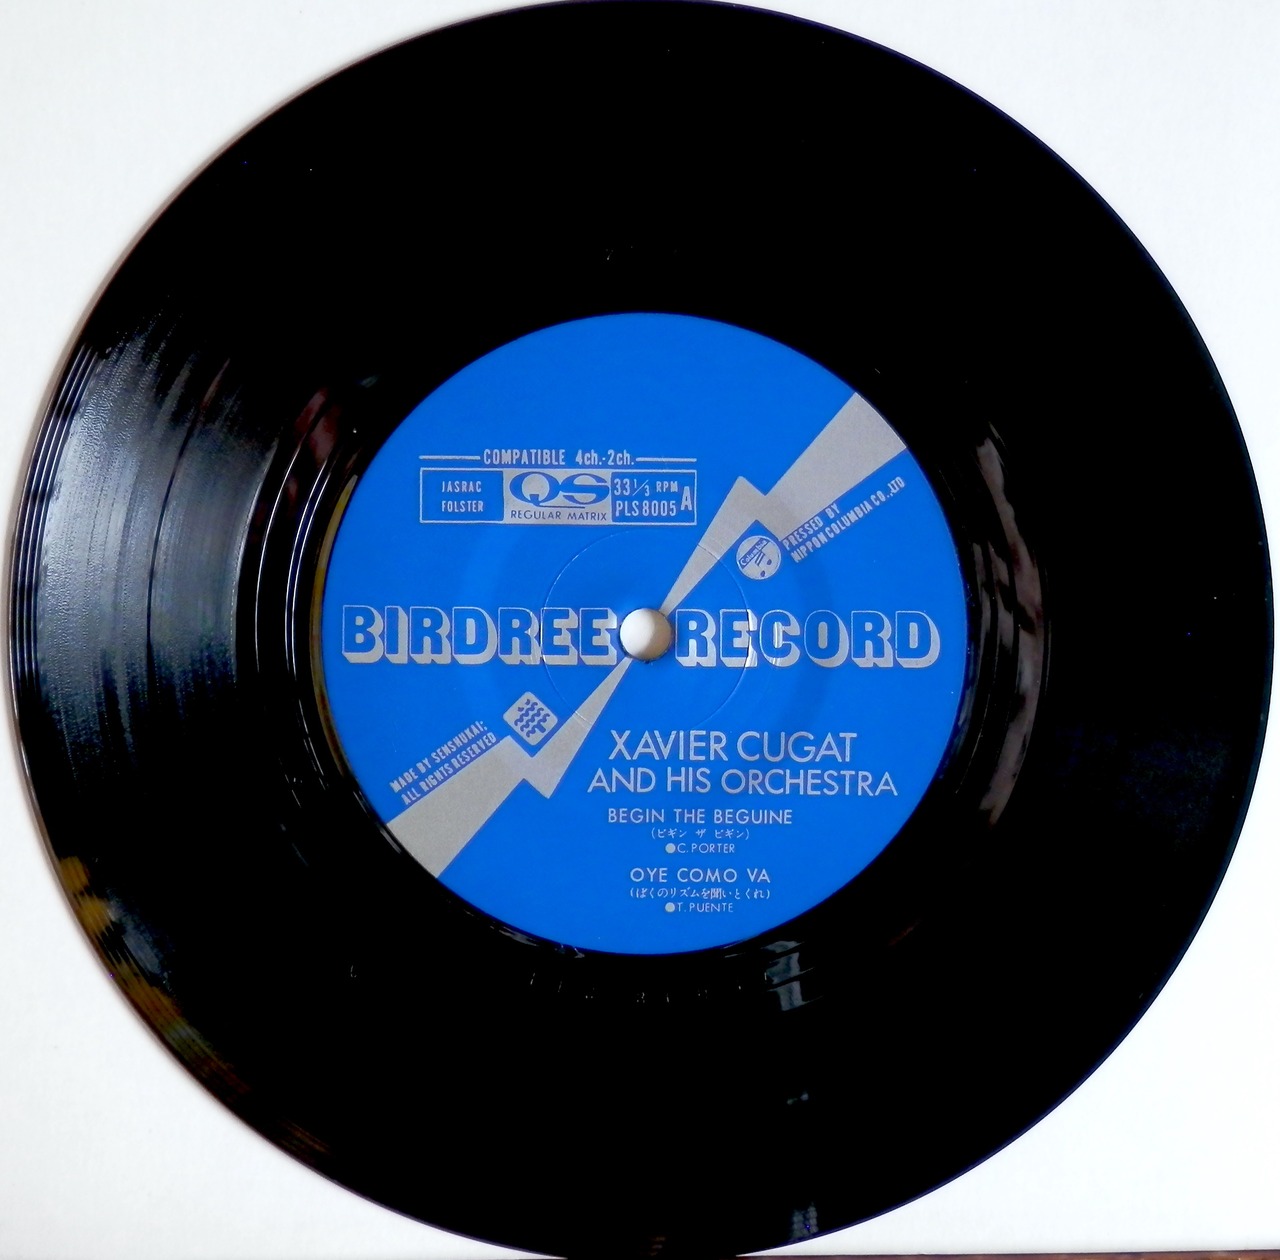 COMPATIBLE 4ch.-2ch.
JASRAC
FOLSTER
QS
REGULAR MATRIX
33 1/3 RPM
PLS8005
A
PRESSED BY
NIPPON COLUMBIA CO.,LTD
Columbia
BIRDREE RECORD
MADE BY SENSHUKAI;
ALL RIGHTS RESERVED
XAVIER CUGAT
AND HIS ORCHESTRA
BEGIN THE BEGUINE
(ビギン ザ ビギン)
●C. PORTER
OYE COMO VA
(ぼくのリズムを聞いとくれ)
●T. PUENTE